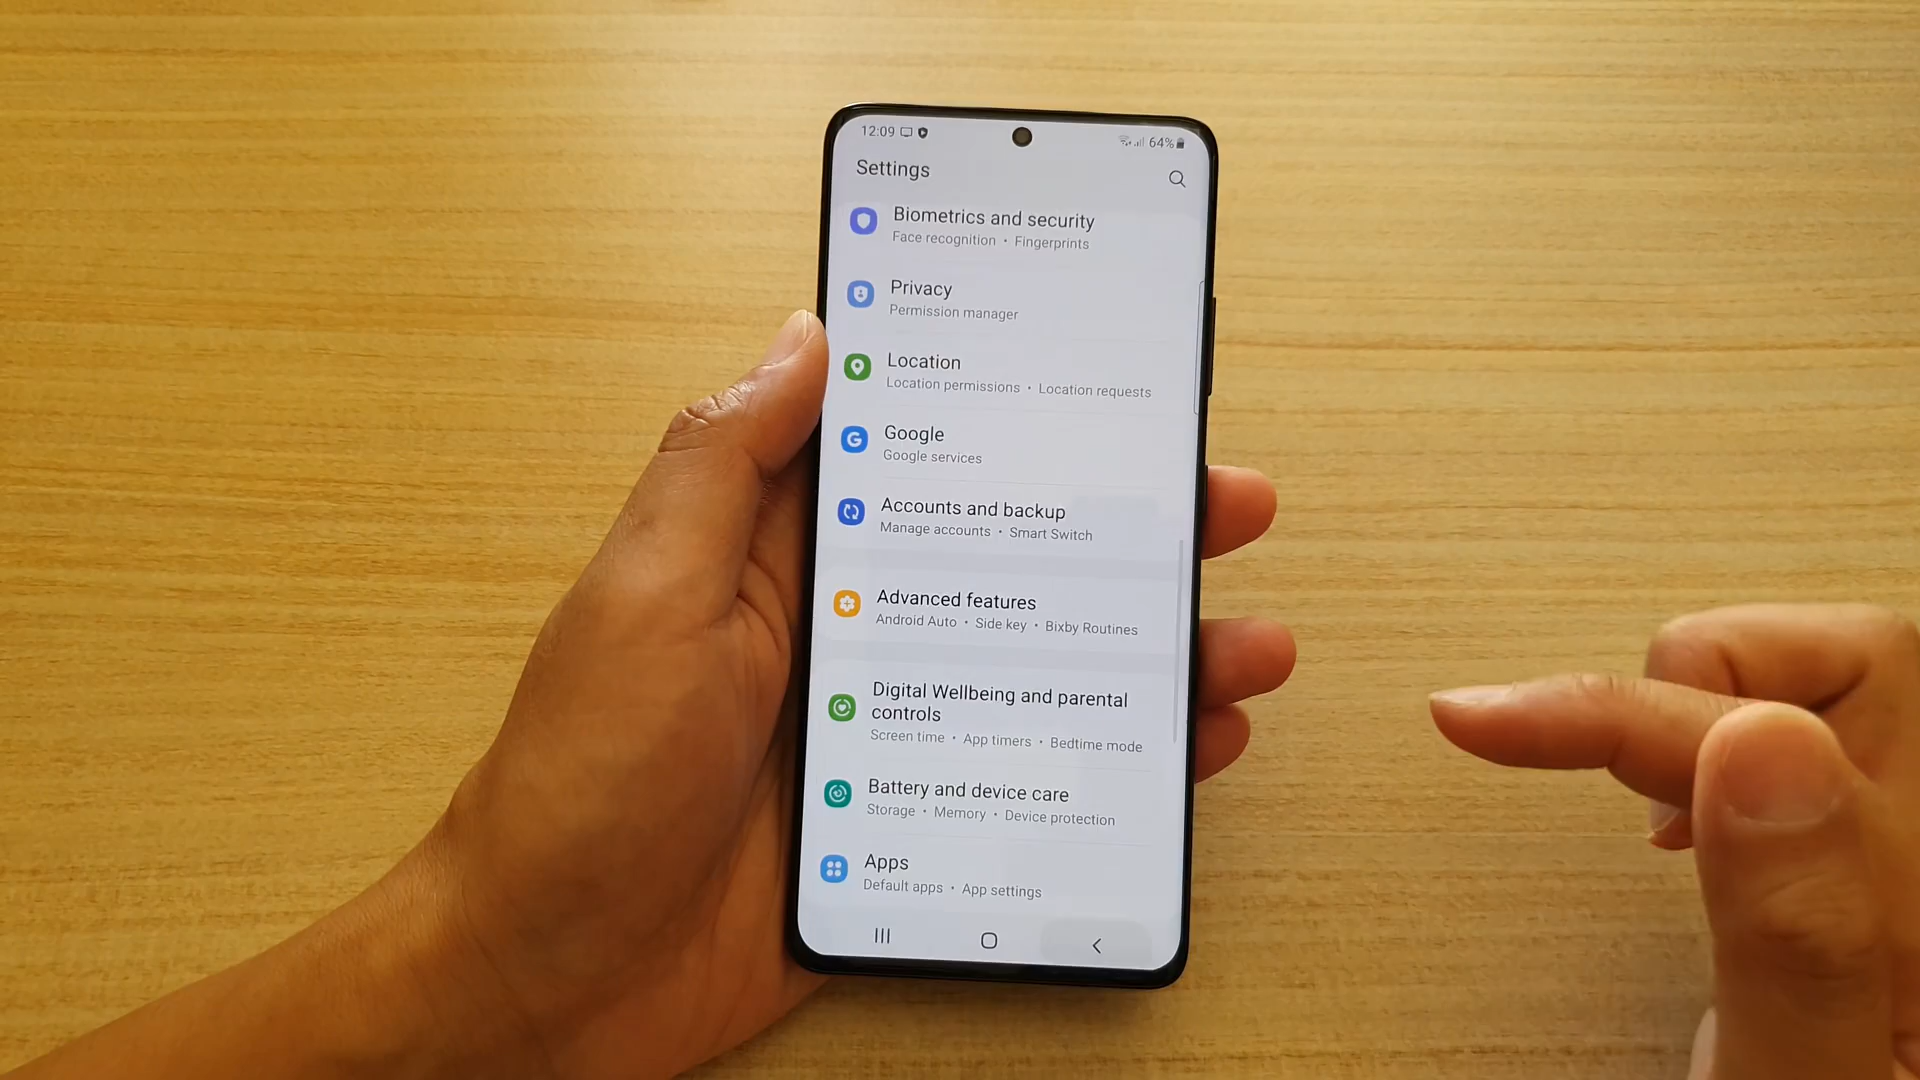 12:09
64%
Settings
Biometrics and security
Face recognition • Fingerprints
Privacy
Permission manager
Location
Location permissions • Location requests
G
Google
Google services
Accounts and backup
Manage accounts • Smart Switch
Advanced features
Android Auto • Side key • Bixby Routines
Digital Wellbeing and parental
controls
Screen time • App timers • Bedtime mode
Battery and device care
Storage • Memory • Device protection
Apps
Default apps • App settings